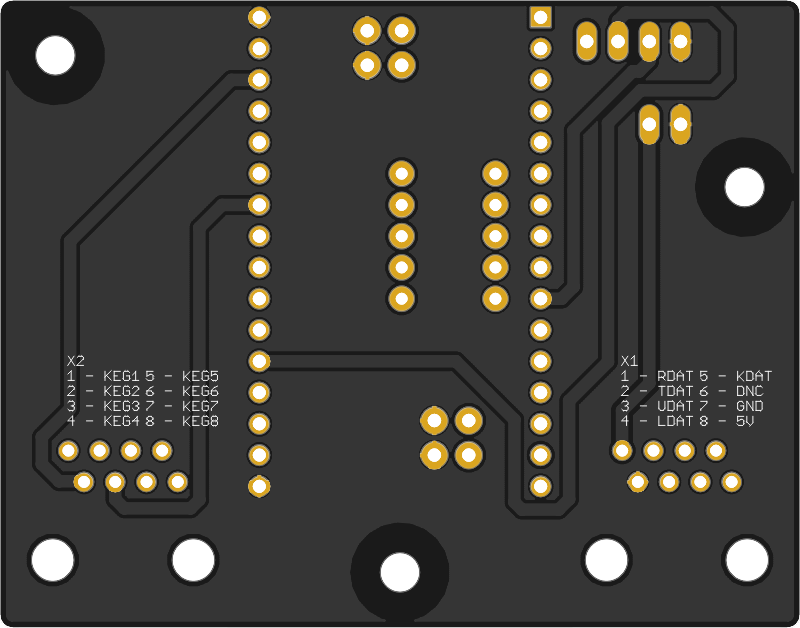 X2
1 - KEG1 5 - KEG5
2 - KEG2 6 - KEG6
3 - KEG3 7 - KEG7
4 - KEG4 8 - KEG8
X1
1 - RDAT 5 - KDAT
2 - TDAT 6 - DNC
3 - UDAT 7 - GND
4 - LDAT 8 - 5V